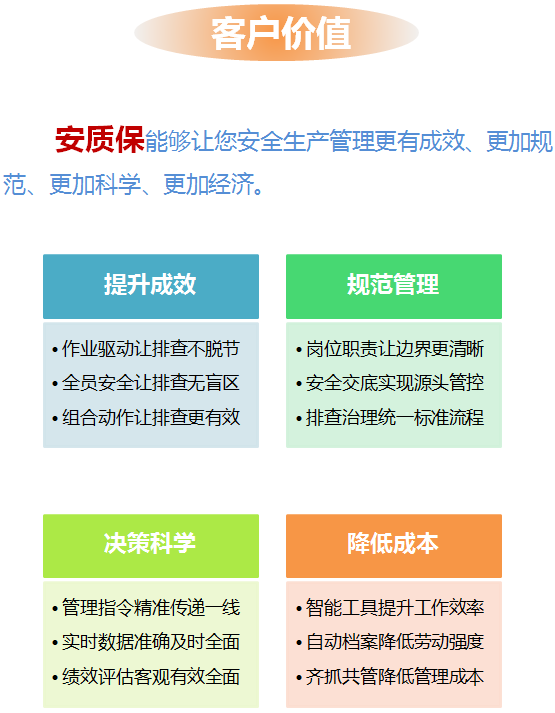 客户价值
安质保能够让您安全生产管理更有成效、更加规
范、更加科学、更加经济。
提升成效
• 作业驱动让排查不脱节
• 全员安全让排查无盲区
• 组合动作让排查更有效
规范管理
• 岗位职责让边界更清晰
• 安全交底实现源头管控
• 排查治理统一标准流程
决策科学
• 管理指令精准传递一线
• 实时数据准确及时全面
• 绩效评估客观有效全面
降低成本
• 智能工具提升工作效率
• 自动档案降低劳动强度
• 齐抓共管降低管理成本